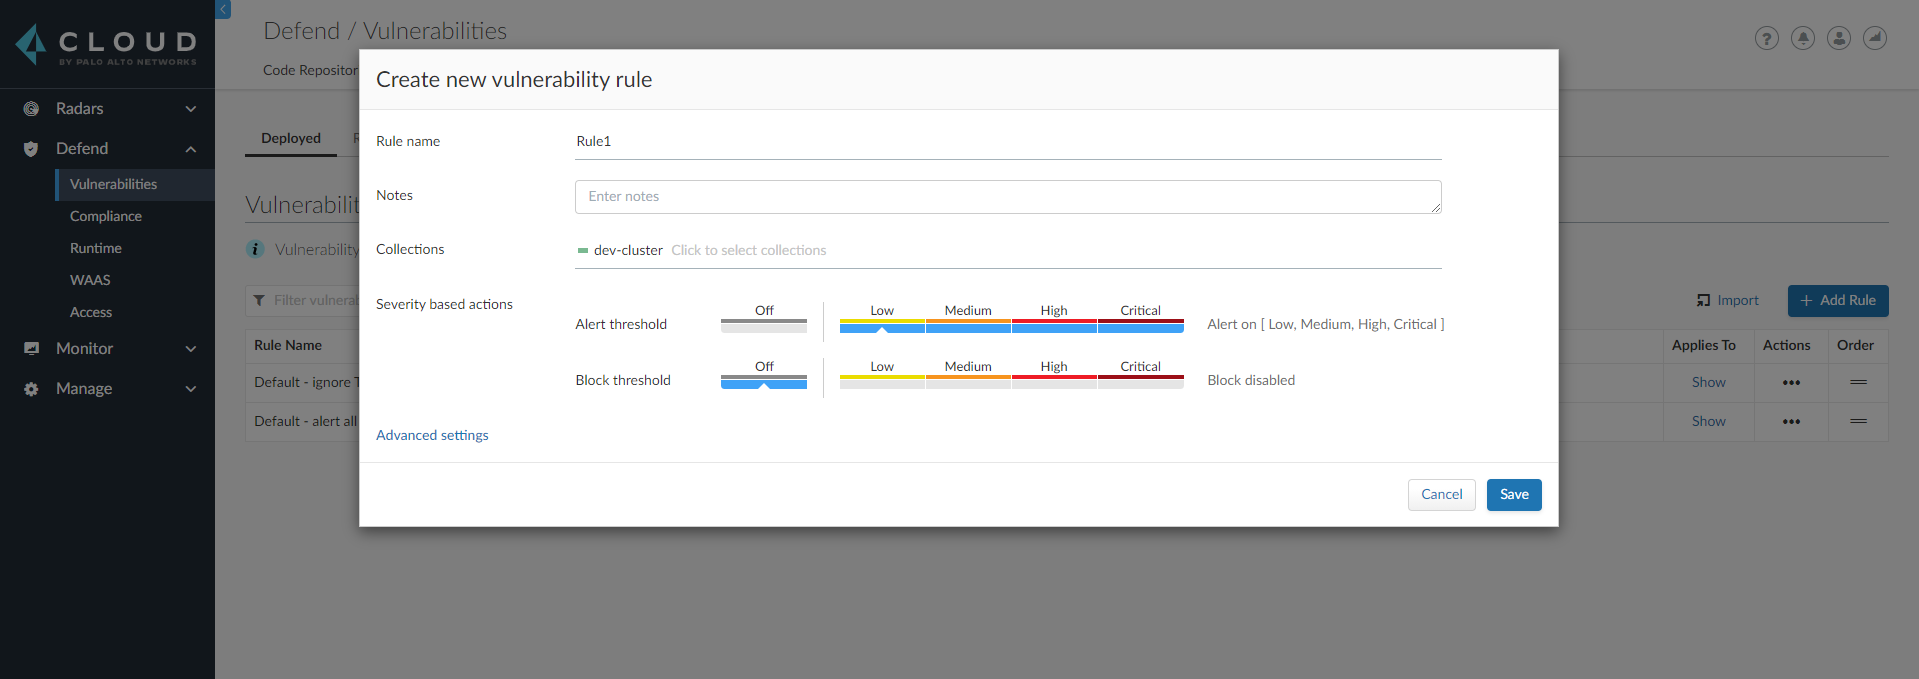 CLOUD
BY PALO ALTO NETWORKS
Radars
Defend
Vulnerabilities
Compliance
Runtime
WAAS
Access
Monitor
Manage
Defend / Vulnerabilities
Code Repositor
Deployed
Vulnerabilit
Vulnerability
Filter vulnera
Import
+ Add Rule
Rule Name
Applies To
Actions
Order
Default - ignore
Show
Default - alert all
Show
Create new vulnerability rule
Rule name
Rule1
Notes
Enter notes
Collections
dev-cluster Click to select collections
Severity based actions
Alert threshold
Off
Low
Medium
High
Critical
Alert on [ Low, Medium, High, Critical ]
Block threshold
Off
Low
Medium
High
Critical
Block disabled
Advanced settings
Cancel
Save